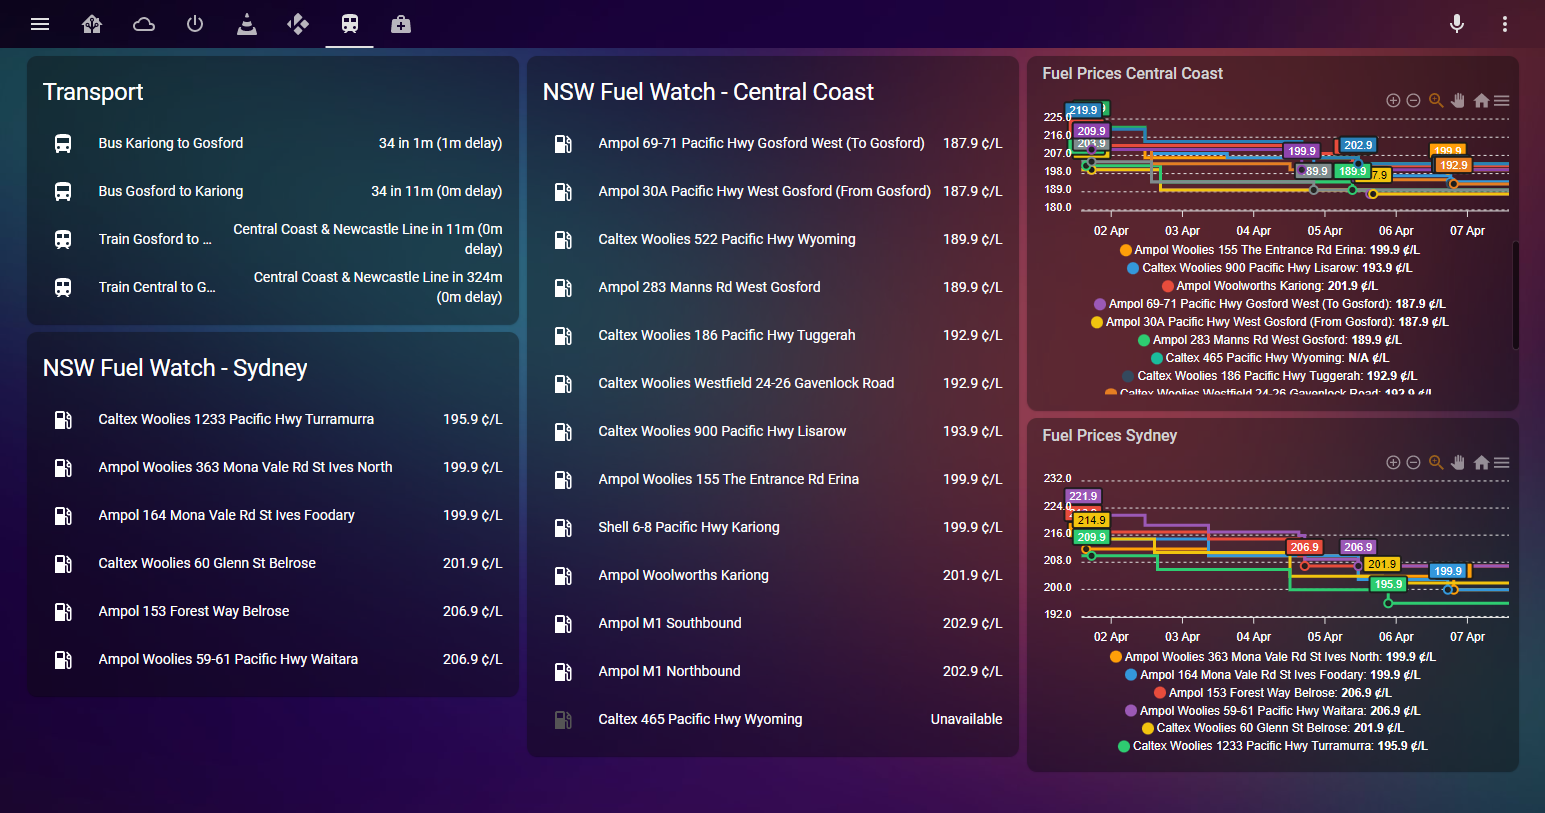 Transport
Bus Kariong to Gosford 34 in 1m (1m delay)
Bus Gosford to Kariong 34 in 11m (0m delay)
Train Gosford to ... Central Coast & Newcastle Line in 11m (0m
delay)
Train Central to G... Central Coast & Newcastle Line in 324m
(0m delay)
NSW Fuel Watch - Sydney
Caltex Woolies 1233 Pacific Hwy Turramurra 195.9 ¢/L
Ampol Woolies 363 Mona Vale Rd St Ives North 199.9 ¢/L
Ampol 164 Mona Vale Rd St Ives Foodary 199.9 ¢/L
Caltex Woolies 60 Glenn St Belrose 201.9 ¢/L
Ampol 153 Forest Way Belrose 206.9 ¢/L
Ampol Woolies 59-61 Pacific Hwy Waitara 206.9 ¢/L
NSW Fuel Watch - Central Coast
Ampol 69-71 Pacific Hwy Gosford West (To Gosford) 187.9 ¢/L
Ampol 30A Pacific Hwy West Gosford (From Gosford) 187.9 ¢/L
Caltex Woolies 522 Pacific Hwy Wyoming 189.9 ¢/L
Ampol 283 Manns Rd West Gosford 189.9 ¢/L
Caltex Woolies 186 Pacific Hwy Tuggerah 192.9 ¢/L
Caltex Woolies Westfield 24-26 Gavenlock Road 192.9 ¢/L
Caltex Woolies 900 Pacific Hwy Lisarow 193.9 ¢/L
Ampol Woolies 155 The Entrance Rd Erina 199.9 ¢/L
Shell 6-8 Pacific Hwy Kariong 199.9 ¢/L
Ampol Woolworths Kariong 201.9 ¢/L
Ampol M1 Southbound 202.9 ¢/L
Ampol M1 Northbound 202.9 ¢/L
Caltex 465 Pacific Hwy Wyoming Unavailable
Fuel Prices Central Coast
219.9
225.0
209.9
216.0
202.9
199.9
199.9
207.0
192.9
198.0
189.9
189.0
180.0
02 Apr 03 Apr 04 Apr 05 Apr 06 Apr 07 Apr
Ampol Woolies 155 The Entrance Rd Erina: 199.9 ¢/L
Caltex Woolies 900 Pacific Hwy Lisarow: 193.9 ¢/L
Ampol Woolworths Kariong: 201.9 ¢/L
Ampol 69-71 Pacific Hwy Gosford West (To Gosford): 187.9 ¢/L
Ampol 30A Pacific Hwy West Gosford (From Gosford): 187.9 ¢/L
Ampol 283 Manns Rd West Gosford: 189.9 ¢/L
Caltex 465 Pacific Hwy Wyoming: N/A ¢/L
Caltex Woolies 186 Pacific Hwy Tuggerah: 192.9 ¢/L
Caltex Woolies Westfield 24-26 Gavenlock Road: 192.9 ¢/L
Fuel Prices Sydney
232.0
221.9
224.0
214.9
216.0
209.9
206.9 206.9
208.0
201.9
199.9
200.0
195.9
192.0
02 Apr 03 Apr 04 Apr 05 Apr 06 Apr 07 Apr
Ampol Woolies 363 Mona Vale Rd St Ives North: 199.9 ¢/L
Ampol 164 Mona Vale Rd St Ives Foodary: 199.9 ¢/L
Ampol 153 Forest Way Belrose: 206.9 ¢/L
Ampol Woolies 59-61 Pacific Hwy Waitara: 206.9 ¢/L
Caltex Woolies 60 Glenn St Belrose: 201.9 ¢/L
Caltex Woolies 1233 Pacific Hwy Turramurra: 195.9 ¢/L